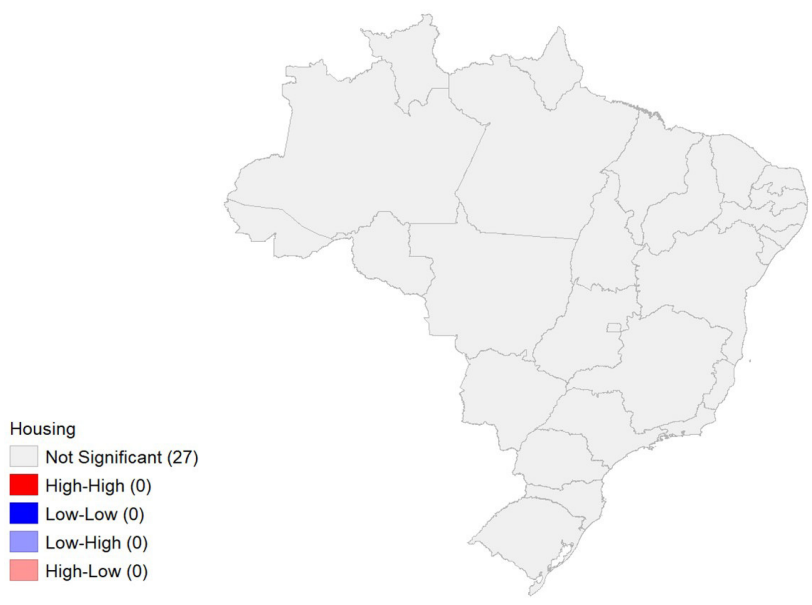 Housing
Not Significant (27)
High-High (0)
Low-Low (0)
Low-High (0)
High-Low (0)